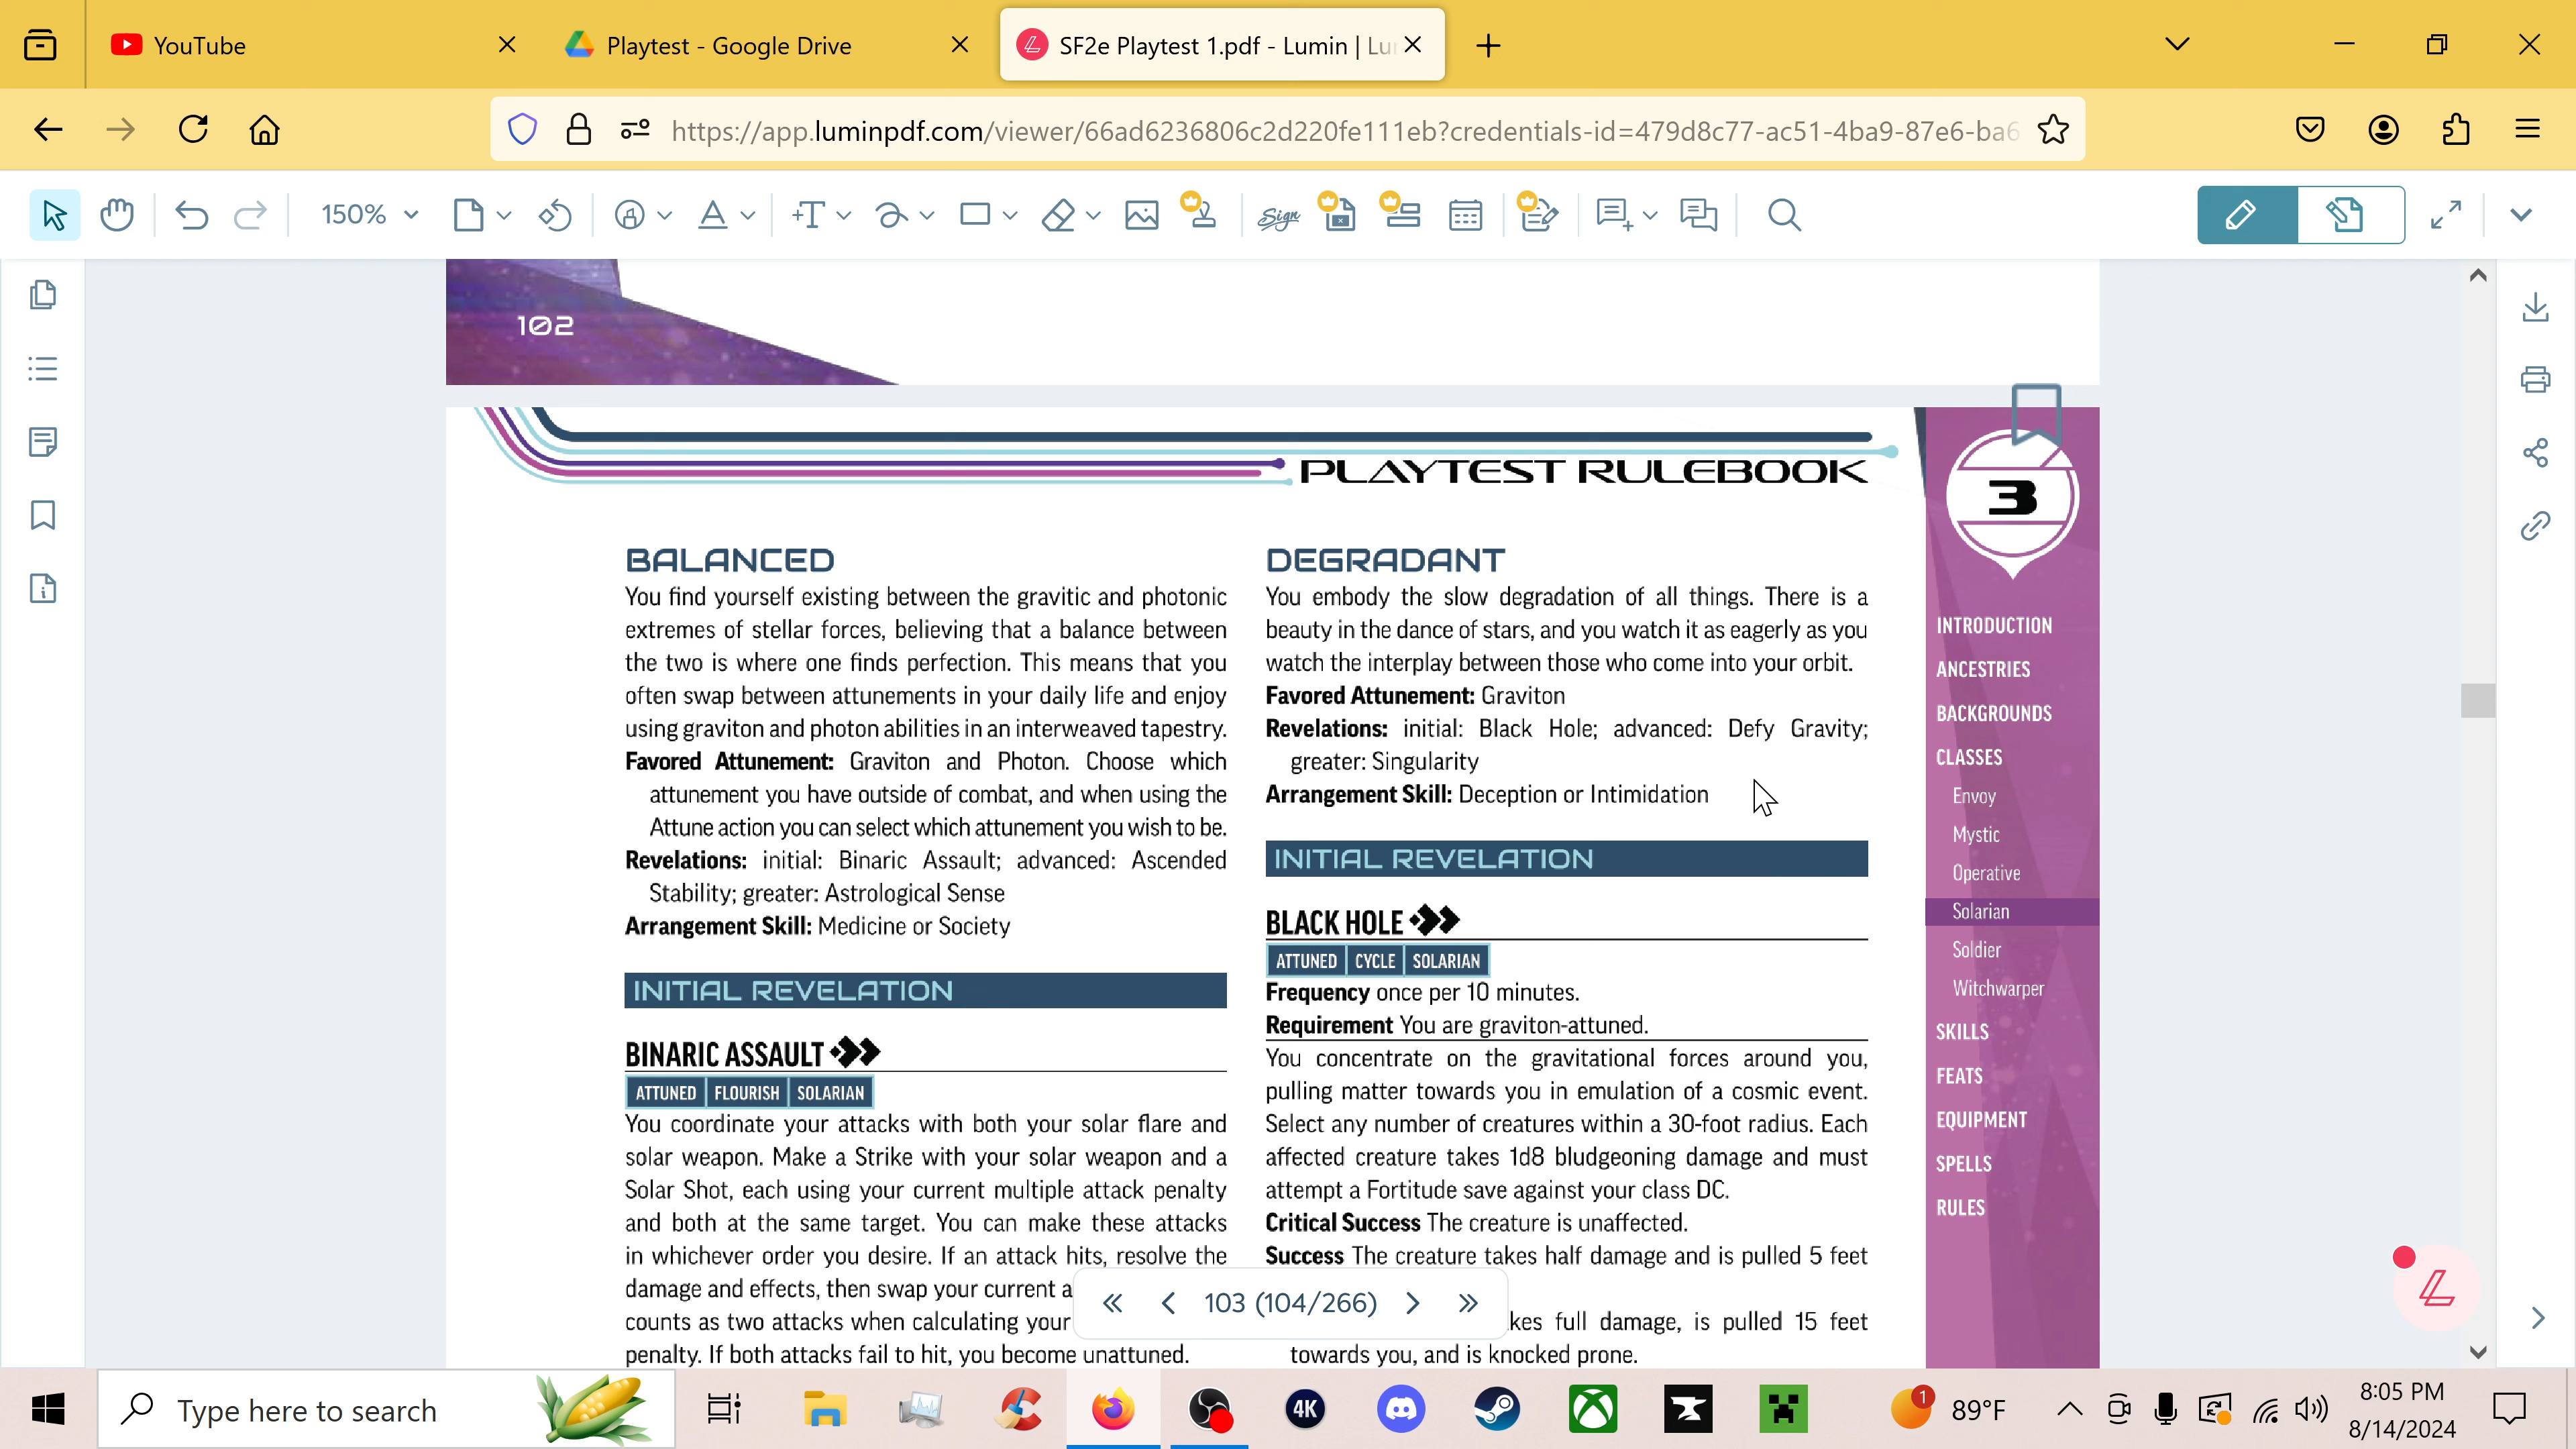 YouTube
Playtest - Google Drive
SF2e Playtest 1.pdf - Lumin | Lu
https://app.luminpdf.com/viewer/66ad6236806c2d220fe111eb?credentials-id=479d8c77-ac51-4ba9-87e6-ba6
150%
Sign
102
PLAYTEST RULEBOOK
BALANCED
You find yourself existing between the gravitic and photonic
extremes of stellar forces, believing that a balance between
the two is where one finds perfection. This means that you
often swap between attunements in your daily life and enjoy
using graviton and photon abilities in an interweaved tapestry.
Favored Attunement: Graviton and Photon. Choose which
attunement you have outside of combat, and when using the
Attune action you can select which attunement you wish to be.
Revelations: initial: Binaric Assault; advanced: Ascended
Stability; greater: Astrological Sense
Arrangement Skill: Medicine or Society
INITIAL REVELATION
BINARIC ASSAULT
ATTUNED FLOURISH SOLARIAN
You coordinate your attacks with both your solar flare and
solar weapon. Make a Strike with your solar weapon and a
Solar Shot, each using your current multiple attack penalty
and both at the same target. You can make these attacks
in whichever order you desire. If an attack hits, resolve the
damage and effects, then swap your current a
counts as two attacks when calculating your
penalty. If both attacks fail to hit, you become unattuned.
DEGRADANT
You embody the slow degradation of all things. There is a
beauty in the dance of stars, and you watch it as eagerly as you
watch the interplay between those who come into your orbit.
Favored Attunement: Graviton
Revelations: initial: Black Hole; advanced: Defy Gravity;
greater: Singularity
Arrangement Skill: Deception or Intimidation
INITIAL REVELATION
BLACK HOLE
ATTUNED CYCLE SOLARIAN
Frequency once per 10 minutes.
Requirement You are graviton-attuned.
You concentrate on the gravitational forces around you,
pulling matter towards you in emulation of a cosmic event.
Select any number of creatures within a 30-foot radius. Each
affected creature takes 1d8 bludgeoning damage and must
attempt a Fortitude save against your class DC.
Critical Success The creature is unaffected.
Success The creature takes half damage and is pulled 5 feet
kes full damage, is pulled 15 feet
towards you, and is knocked prone.
3
INTRODUCTION
ANCESTRIES
BACKGROUNDS
CLASSES
Envoy
Mystic
Operative
Solarian
Soldier
Witchwarper
SKILLS
FEATS
EQUIPMENT
SPELLS
RULES
103 (104/266)
Type here to search
4K
1
89°F
8:05 PM
8/14/2024